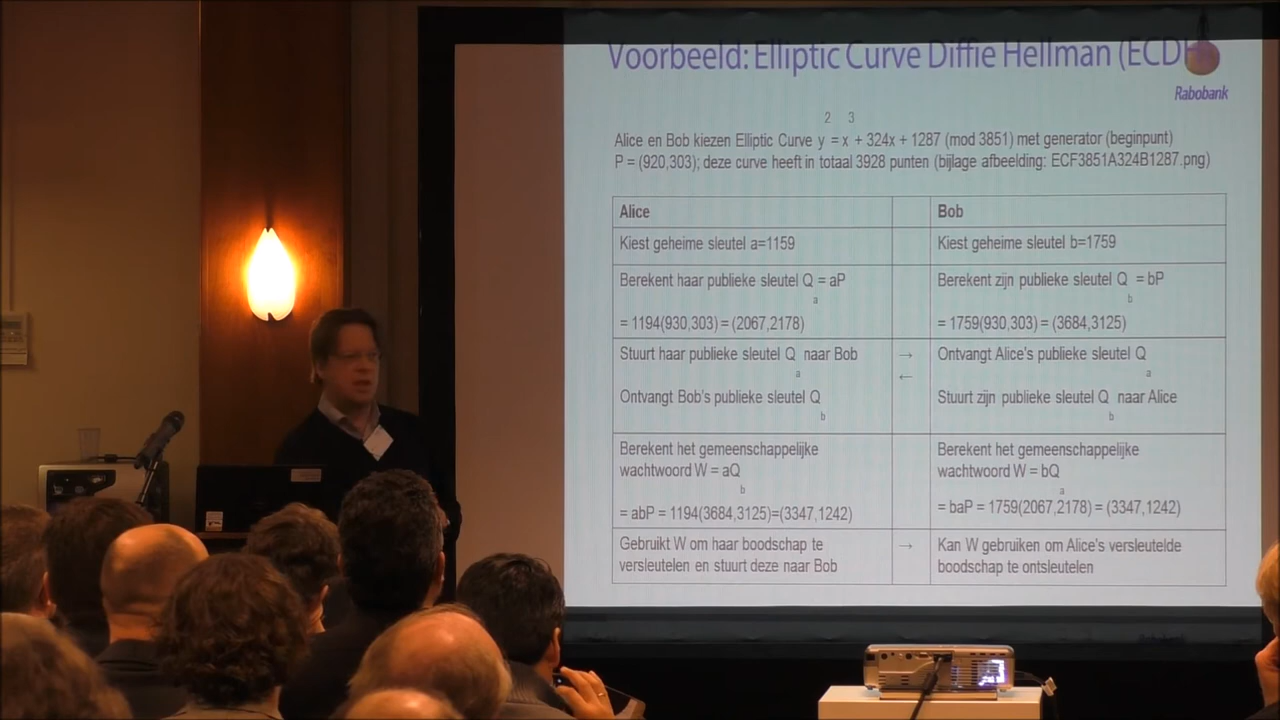 Voorbeeld: Elliptic Curve Diffie Hellman (ECDH
Rabobank
2 3
Alice en Bob kiezen Elliptic Curve y = x + 324x + 1287 (mod 3851) met generator (beginpunt)
P = (920,303); deze curve heeft in totaal 3928 punten (bijlage afbeelding: ECF3851A324B1287.png)
Alice Bob
Kiest geheime sleutel a=1159 Kiest geheime sleutel b=1759
Berekent haar publieke sleutel Q = aP Berekent zijn publieke sleutel Q = bP
a b
= 1194(930,303) = (2067,2178) = 1759(930,303) = (3684,3125)
Stuurt haar publieke sleutel Q naar Bob → Ontvangt Alice's publieke sleutel Q
a ← a
Ontvangt Bob's publieke sleutel Q Stuurt zijn publieke sleutel Q naar Alice
b b
Berekent het gemeenschappelijke Berekent het gemeenschappelijke
wachtwoord W = aQ wachtwoord W = bQ
b a
= abP = 1194(3684,3125)=(3347,1242) = baP = 1759(2067,2178) = (3347,1242)
Gebruikt W om haar boodschap te → Kan W gebruiken om Alice's versleutelde
versleutelen en stuurt deze naar Bob boodschap te ontsleutelen